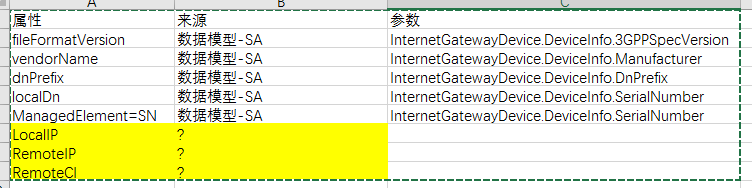 A B C
属性 来源 参数
fileFormatVersion 数据模型-SA InternetGatewayDevice.DeviceInfo.3GPPSpecVersion
vendorName 数据模型-SA InternetGatewayDevice.DeviceInfo.Manufacturer
dnPrefix 数据模型-SA InternetGatewayDevice.DeviceInfo.DnPrefix
localDn 数据模型-SA InternetGatewayDevice.DeviceInfo.SerialNumber
ManagedElement=SN 数据模型-SA InternetGatewayDevice.DeviceInfo.SerialNumber
LocalIP ?
RemoteIP ?
RemoteCI ?